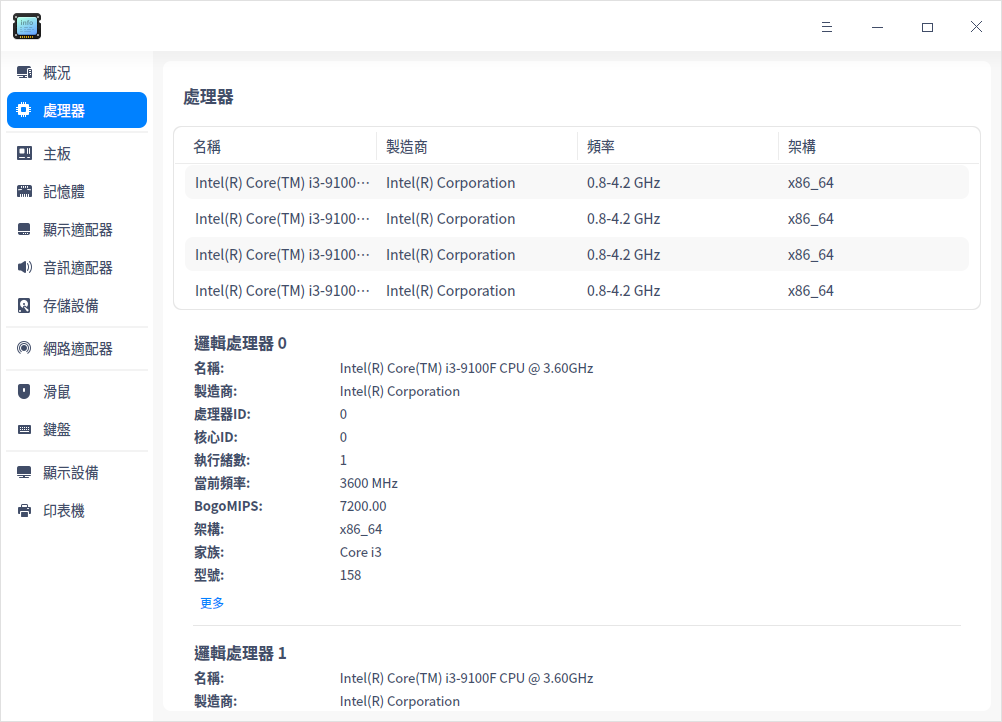 info
概況
處理器
主板
記憶體
顯示適配器
音訊適配器
存儲設備
網路適配器
滑鼠
鍵盤
顯示設備
印表機
處理器
名稱 製造商 頻率 架構
Intel(R) Core(TM) i3-9100⋯ Intel(R) Corporation 0.8-4.2 GHz x86_64
Intel(R) Core(TM) i3-9100⋯ Intel(R) Corporation 0.8-4.2 GHz x86_64
Intel(R) Core(TM) i3-9100⋯ Intel(R) Corporation 0.8-4.2 GHz x86_64
Intel(R) Core(TM) i3-9100⋯ Intel(R) Corporation 0.8-4.2 GHz x86_64
邏輯處理器 0
名稱: Intel(R) Core(TM) i3-9100F CPU @ 3.60GHz
製造商: Intel(R) Corporation
處理器ID: 0
核心ID: 0
執行緒數: 1
當前頻率: 3600 MHz
BogoMIPS: 7200.00
架構: x86_64
家族: Core i3
型號: 158
更多
邏輯處理器 1
名稱: Intel(R) Core(TM) i3-9100F CPU @ 3.60GHz
製造商: Intel(R) Corporation